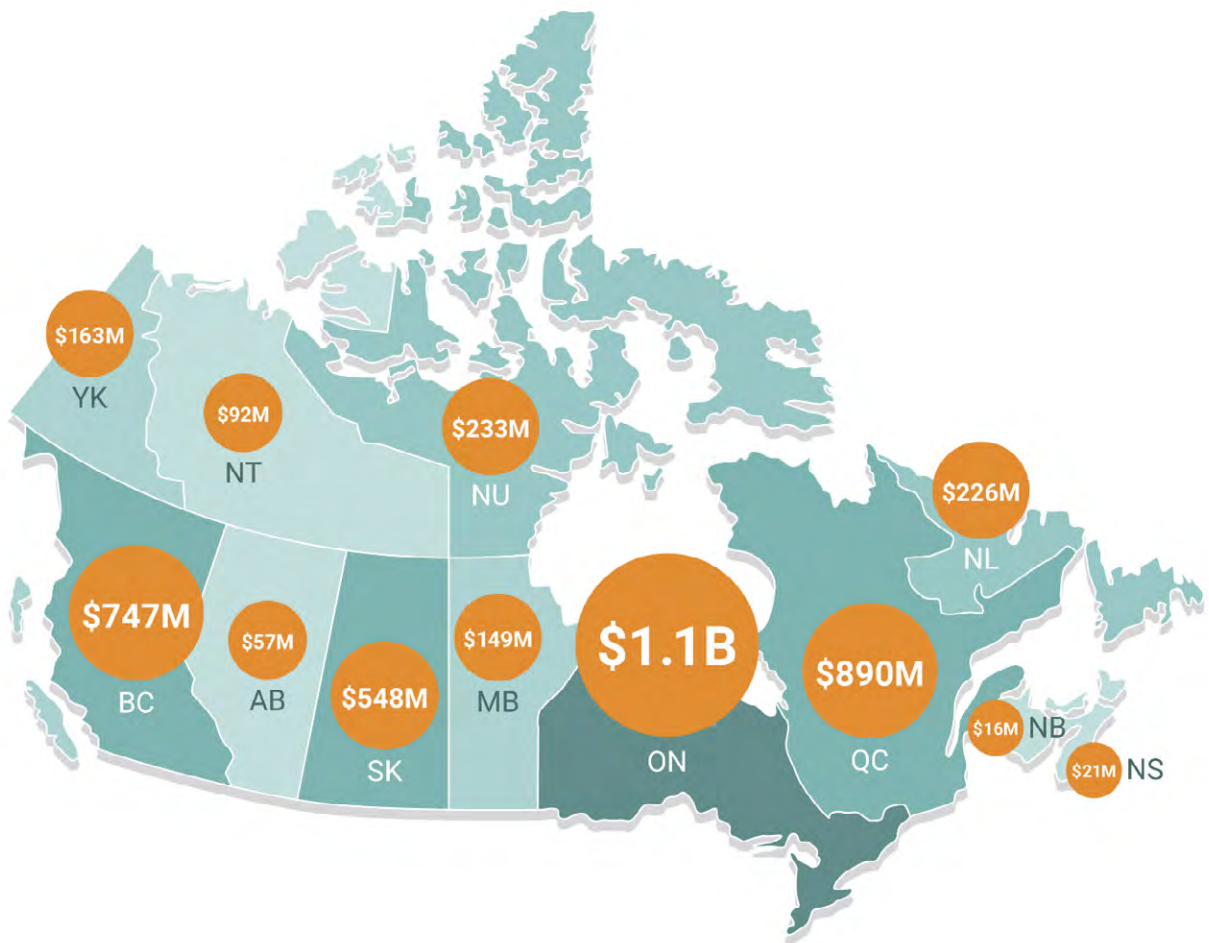 $163M
YK
$92M
NT
$233M
NU
$226M
NL
$747M
BC
$57M
AB
$548M
SK
$149M
MB
$1.1B
ON
$890M
QC
$16M
NB
$21M
NS